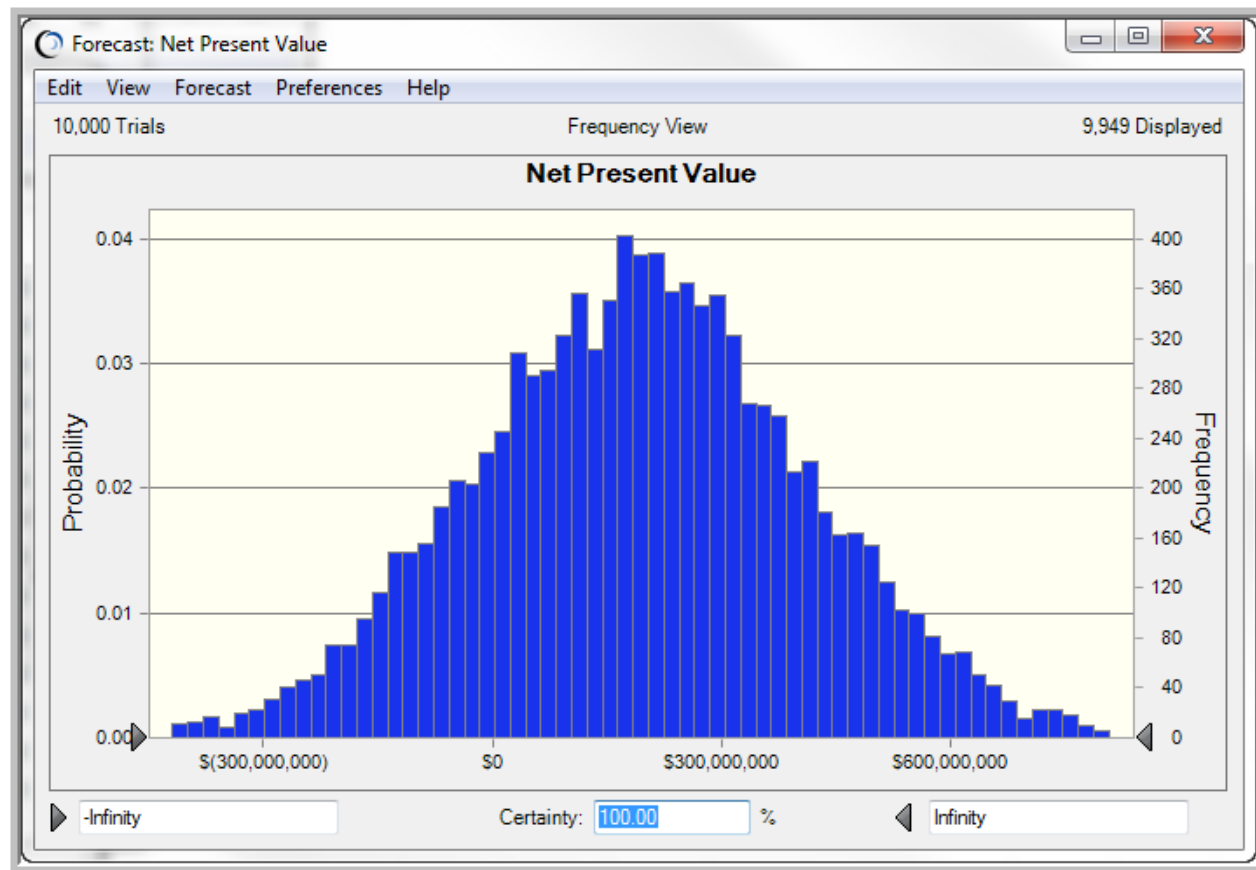 Forecast: Net Present Value
Edit View Forecast Preferences Help
10,000 Trials Frequency View 9,949 Displayed
Net Present Value
0.04 400
360
320
0.03
280
240
0.02 200
160
120
0.01
80
40
0.00 0
Probability
Frequency
$(300,000,000) $0 $300,000,000 $600,000,000
-Infinity Certainty: 100.00 % Infinity